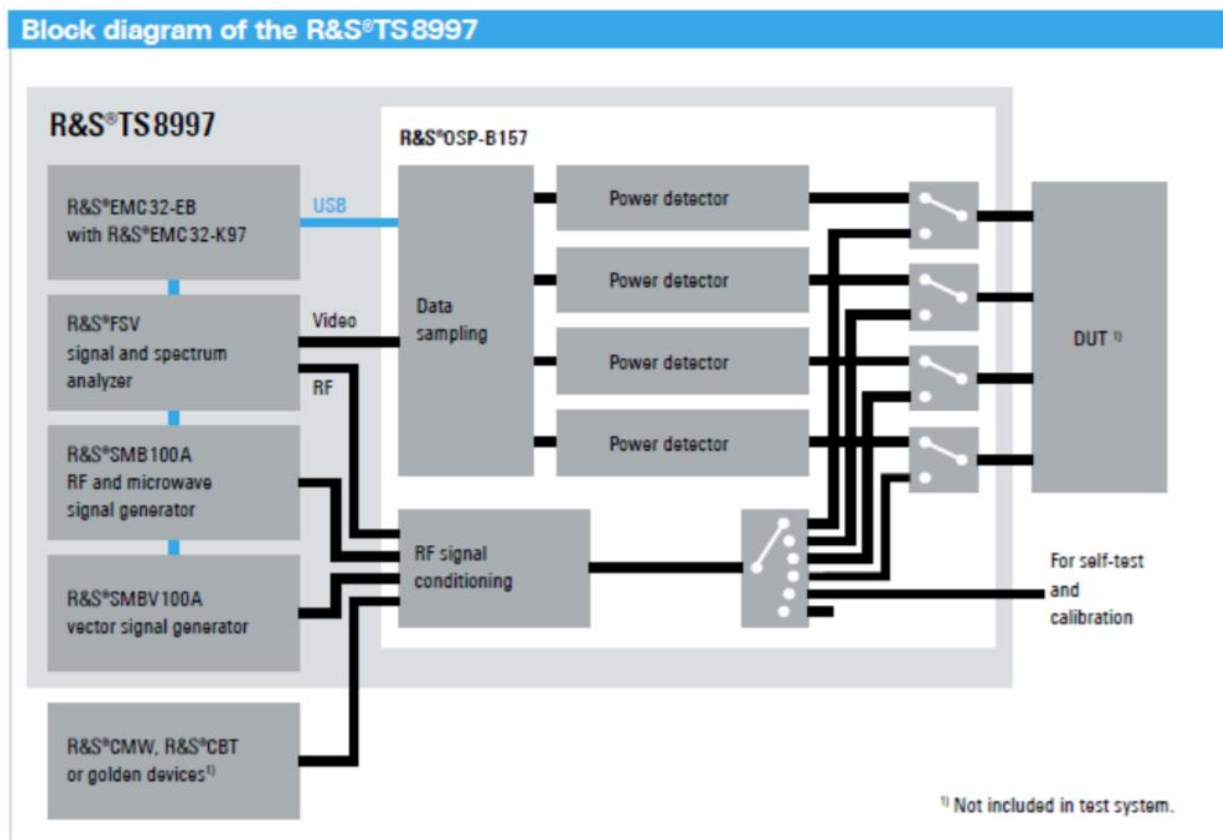 Block diagram of the R&S®TS8997
R&S®TS8997
R&S®OSP-B157
R&S®EMC32-EB
with R&S®EMC32-K97
USB
R&S®FSV
signal and spectrum
analyzer
Video
RF
R&S®SMB100A
RF and microwave
signal generator
R&S®SMBV100A
vector signal generator
R&S®CMW, R&S®CBT
or golden devices¹⁾
Data
sampling
Power detector
Power detector
Power detector
Power detector
RF signal
conditioning
DUT ¹⁾
For self-test
and
calibration
¹⁾ Not included in test system.